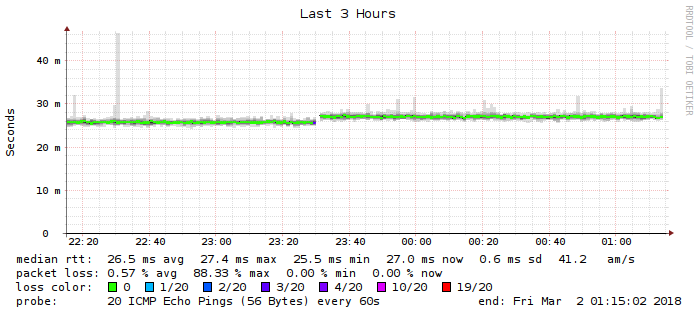 Last 3 Hours
RRDTOOL / TOBI OETIKER
Seconds
40 m
30 m
20 m
10 m
0
22:20 22:40 23:00 23:20 23:40 00:00 00:20 00:40 01:00
median rtt: 26.5 ms avg 27.4 ms max 25.5 ms min 27.0 ms now 0.6 ms sd 41.2 am/s
packet loss: 0.57 % avg 88.33 % max 0.00 % min 0.00 % now
loss color: 0 1/20 2/20 3/20 4/20 10/20 19/20
probe: 20 ICMP Echo Pings (56 Bytes) every 60s end: Fri Mar 2 01:15:02 2018